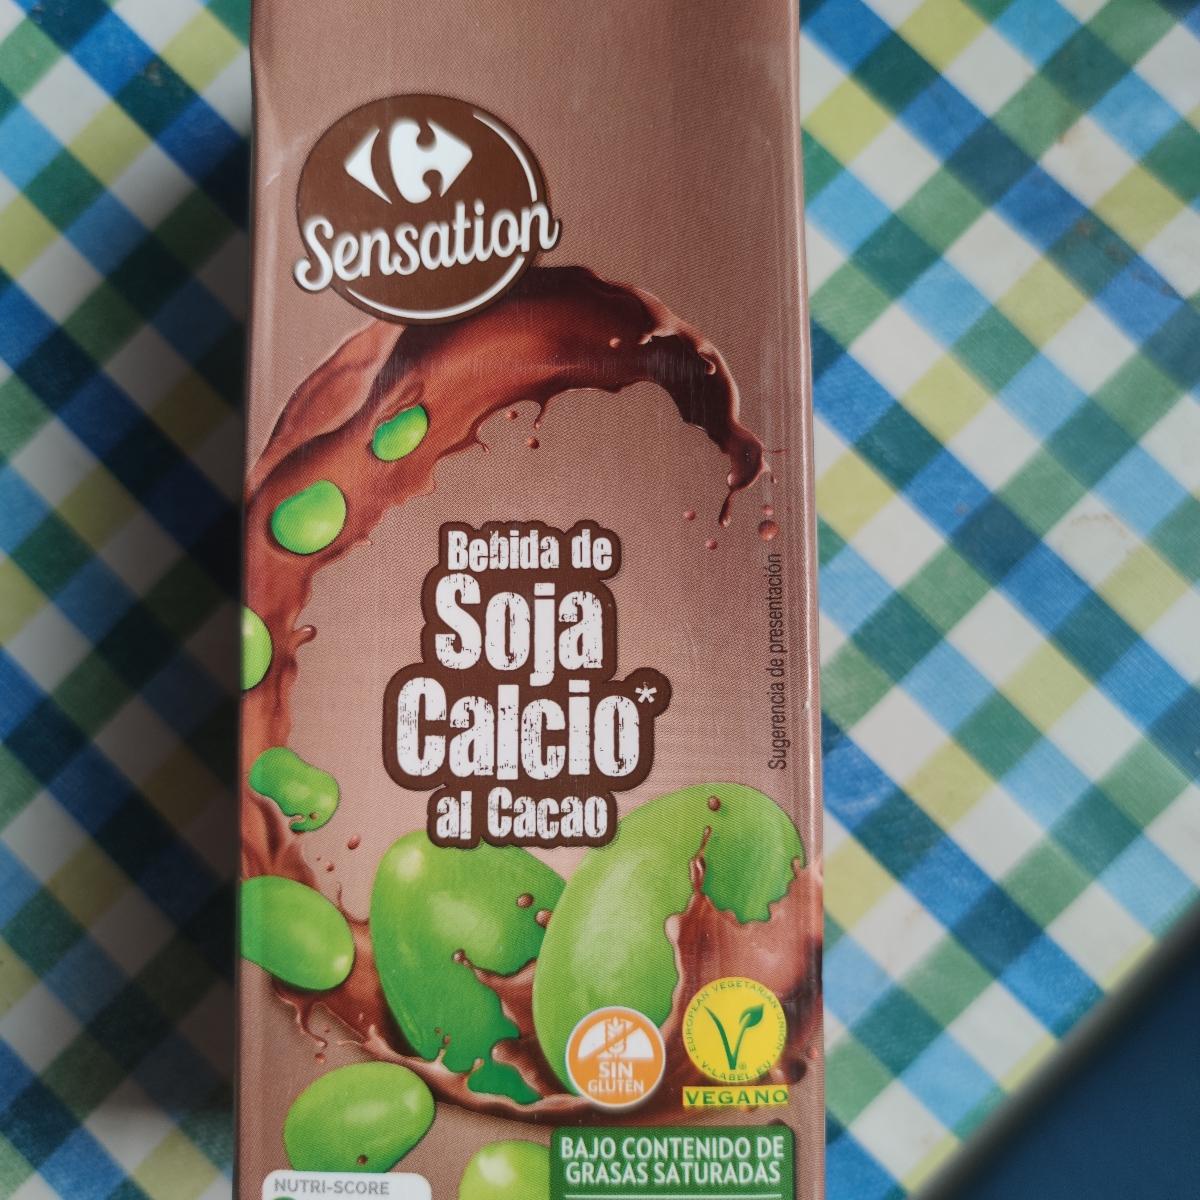 Sensation
Bebida de
Soja
Calcio*
al Cacao
Sugerencia de presentación
SIN
GLUTEN
EUROPEAN VEGETARIAN UNION
V-LABEL.EU
VEGANO
BAJO CONTENIDO DE
GRASAS SATURADAS
NUTRI-SCORE